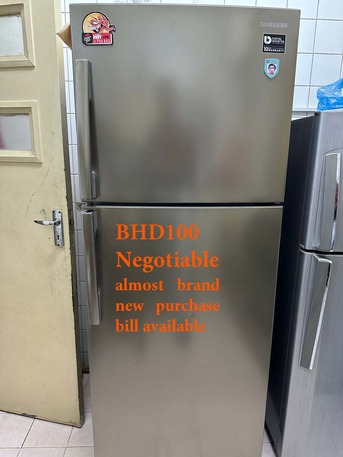 SAMSUNG
BHD100
Negotiable
almost brand
new purchase
bill available